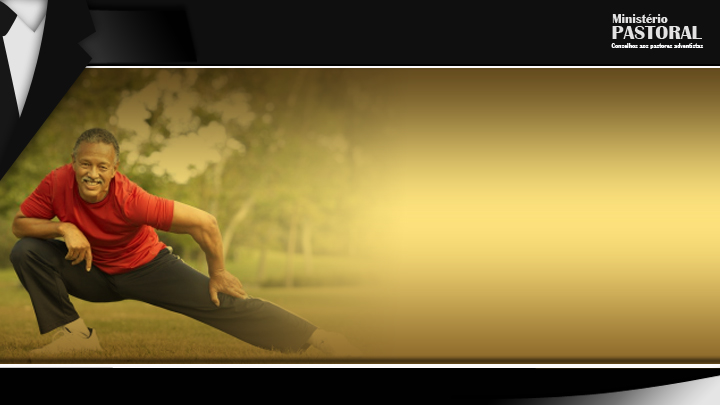 Ministério
PASTORAL
Conselhos aos pastores adventistas